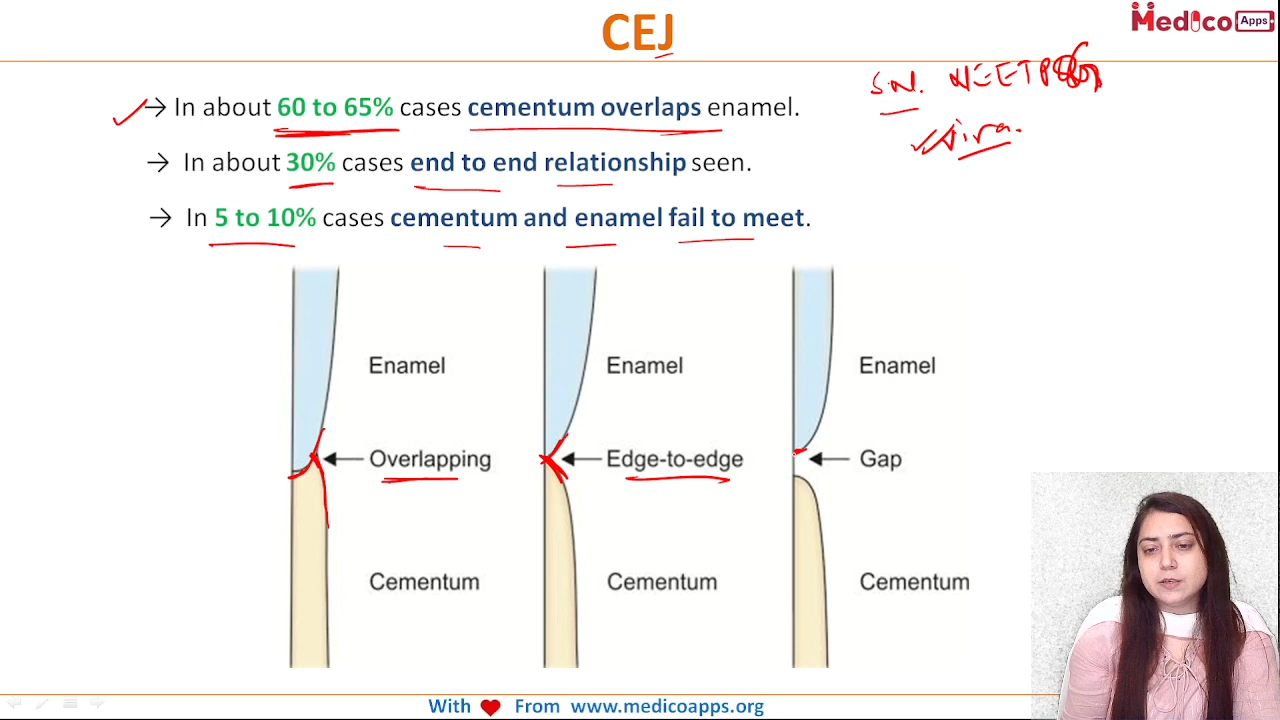 CEJ
Medico Apps
→ In about 60 to 65% cases cementum overlaps enamel.
→ In about 30% cases end to end relationship seen.
→ In 5 to 10% cases cementum and enamel fail to meet.
S.N.
Enamel Enamel Enamel
Overlapping Edge-to-edge Gap
Cementum Cementum Cementum
With From www.medicoapps.org